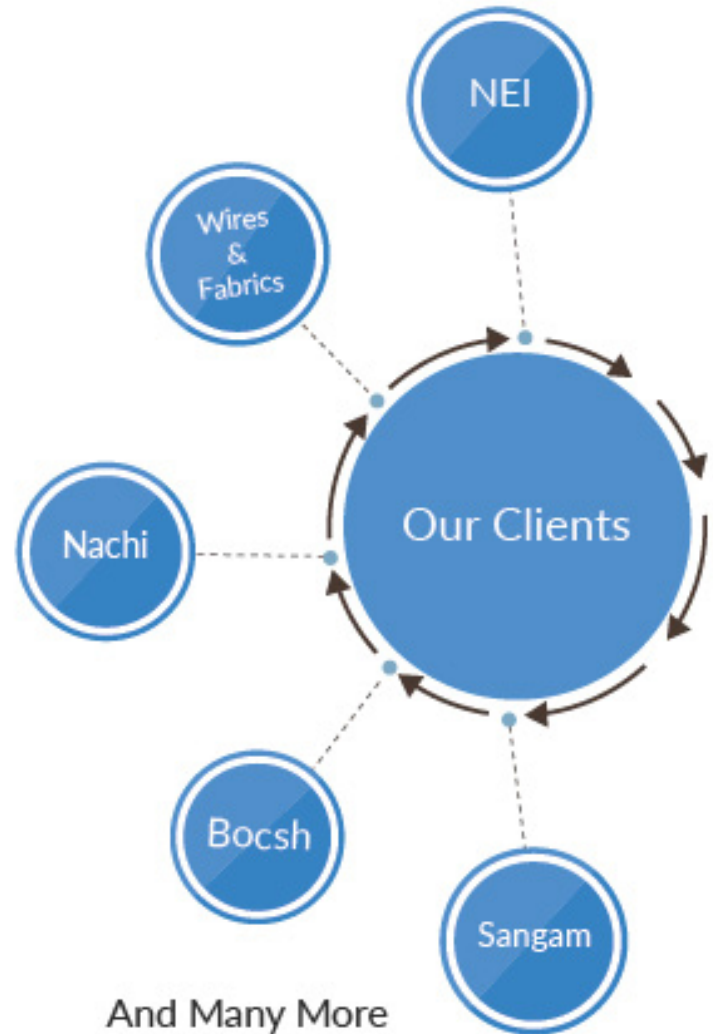 NEI
Wires
&
Fabrics
Our Clients
Nachi
Bocsh
Sangam
And Many More